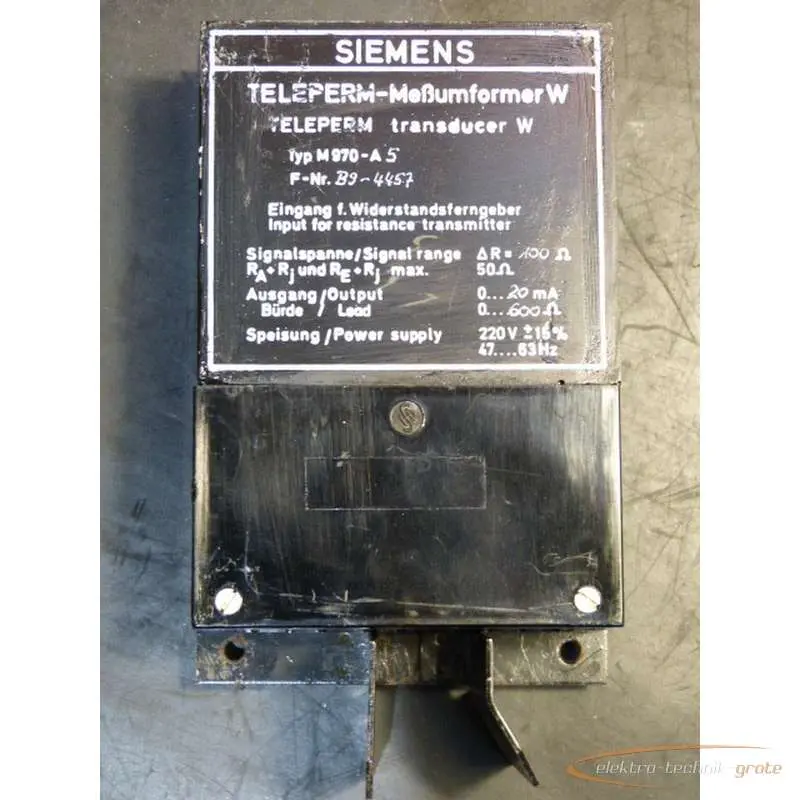 SIEMENS
TELEPERM-Meßumformer W
TELEPERM transducer W
Typ M970-A5
F-Nr. B9-4457
Eingang f. Widerstandsferngeber
Input for resistance transmitter
Signalspanne/Signal range ΔR = 100 Ω
RA+Rj und RE+Rj max. 50Ω
Ausgang/Output 0...20 mA
Bürde / Load 0...600Ω
Speisung/Power supply 220V ±15%
47....63Hz
elektro-technik-grote